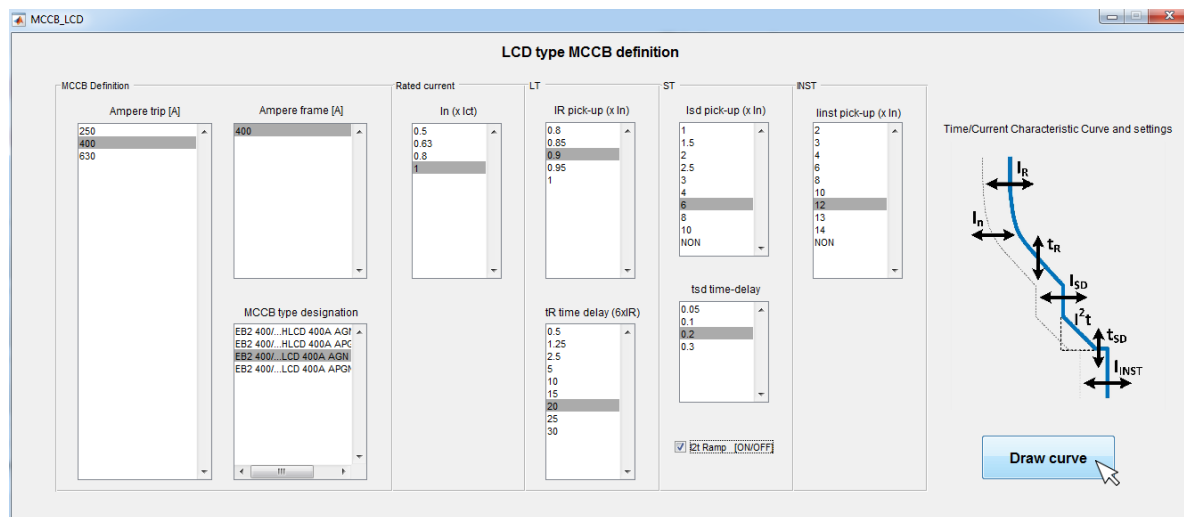 MCCB_LCD
LCD type MCCB definition
MCCB Definition
Ampere trip [A]
250
400
630
Ampere frame [A]
400
MCCB type designation
EB2 400/...HLCD 400A AGN
EB2 400/...HLCD 400A APG
EB2 400/...LCD 400A AGN
EB2 400/...LCD 400A APGN
Rated current
In (x Ict)
0.5
0.63
0.8
1
LT
IR pick-up (x In)
0.8
0.85
0.9
0.95
1
tR time delay (6xIR)
0.5
1.25
2.5
5
10
15
20
25
30
ST
Isd pick-up (x In)
1
1.5
2
2.5
3
4
6
8
10
NON
tsd time-delay
0.05
0.1
0.2
0.3
I2t Ramp [ON/OFF]
INST
Iinst pick-up (x In)
2
3
4
6
8
10
12
13
14
NON
Time/Current Characteristic Curve and settings
IR
In
tR
ISD
I²t
tSD
IINST
Draw curve